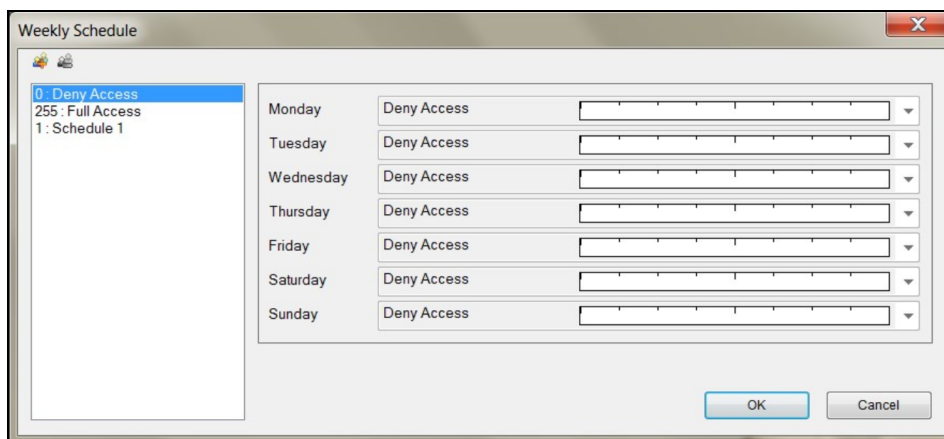 Weekly Schedule
0 : Deny Access
255 : Full Access
1 : Schedule 1
Monday Deny Access
Tuesday Deny Access
Wednesday Deny Access
Thursday Deny Access
Friday Deny Access
Saturday Deny Access
Sunday Deny Access
OK Cancel